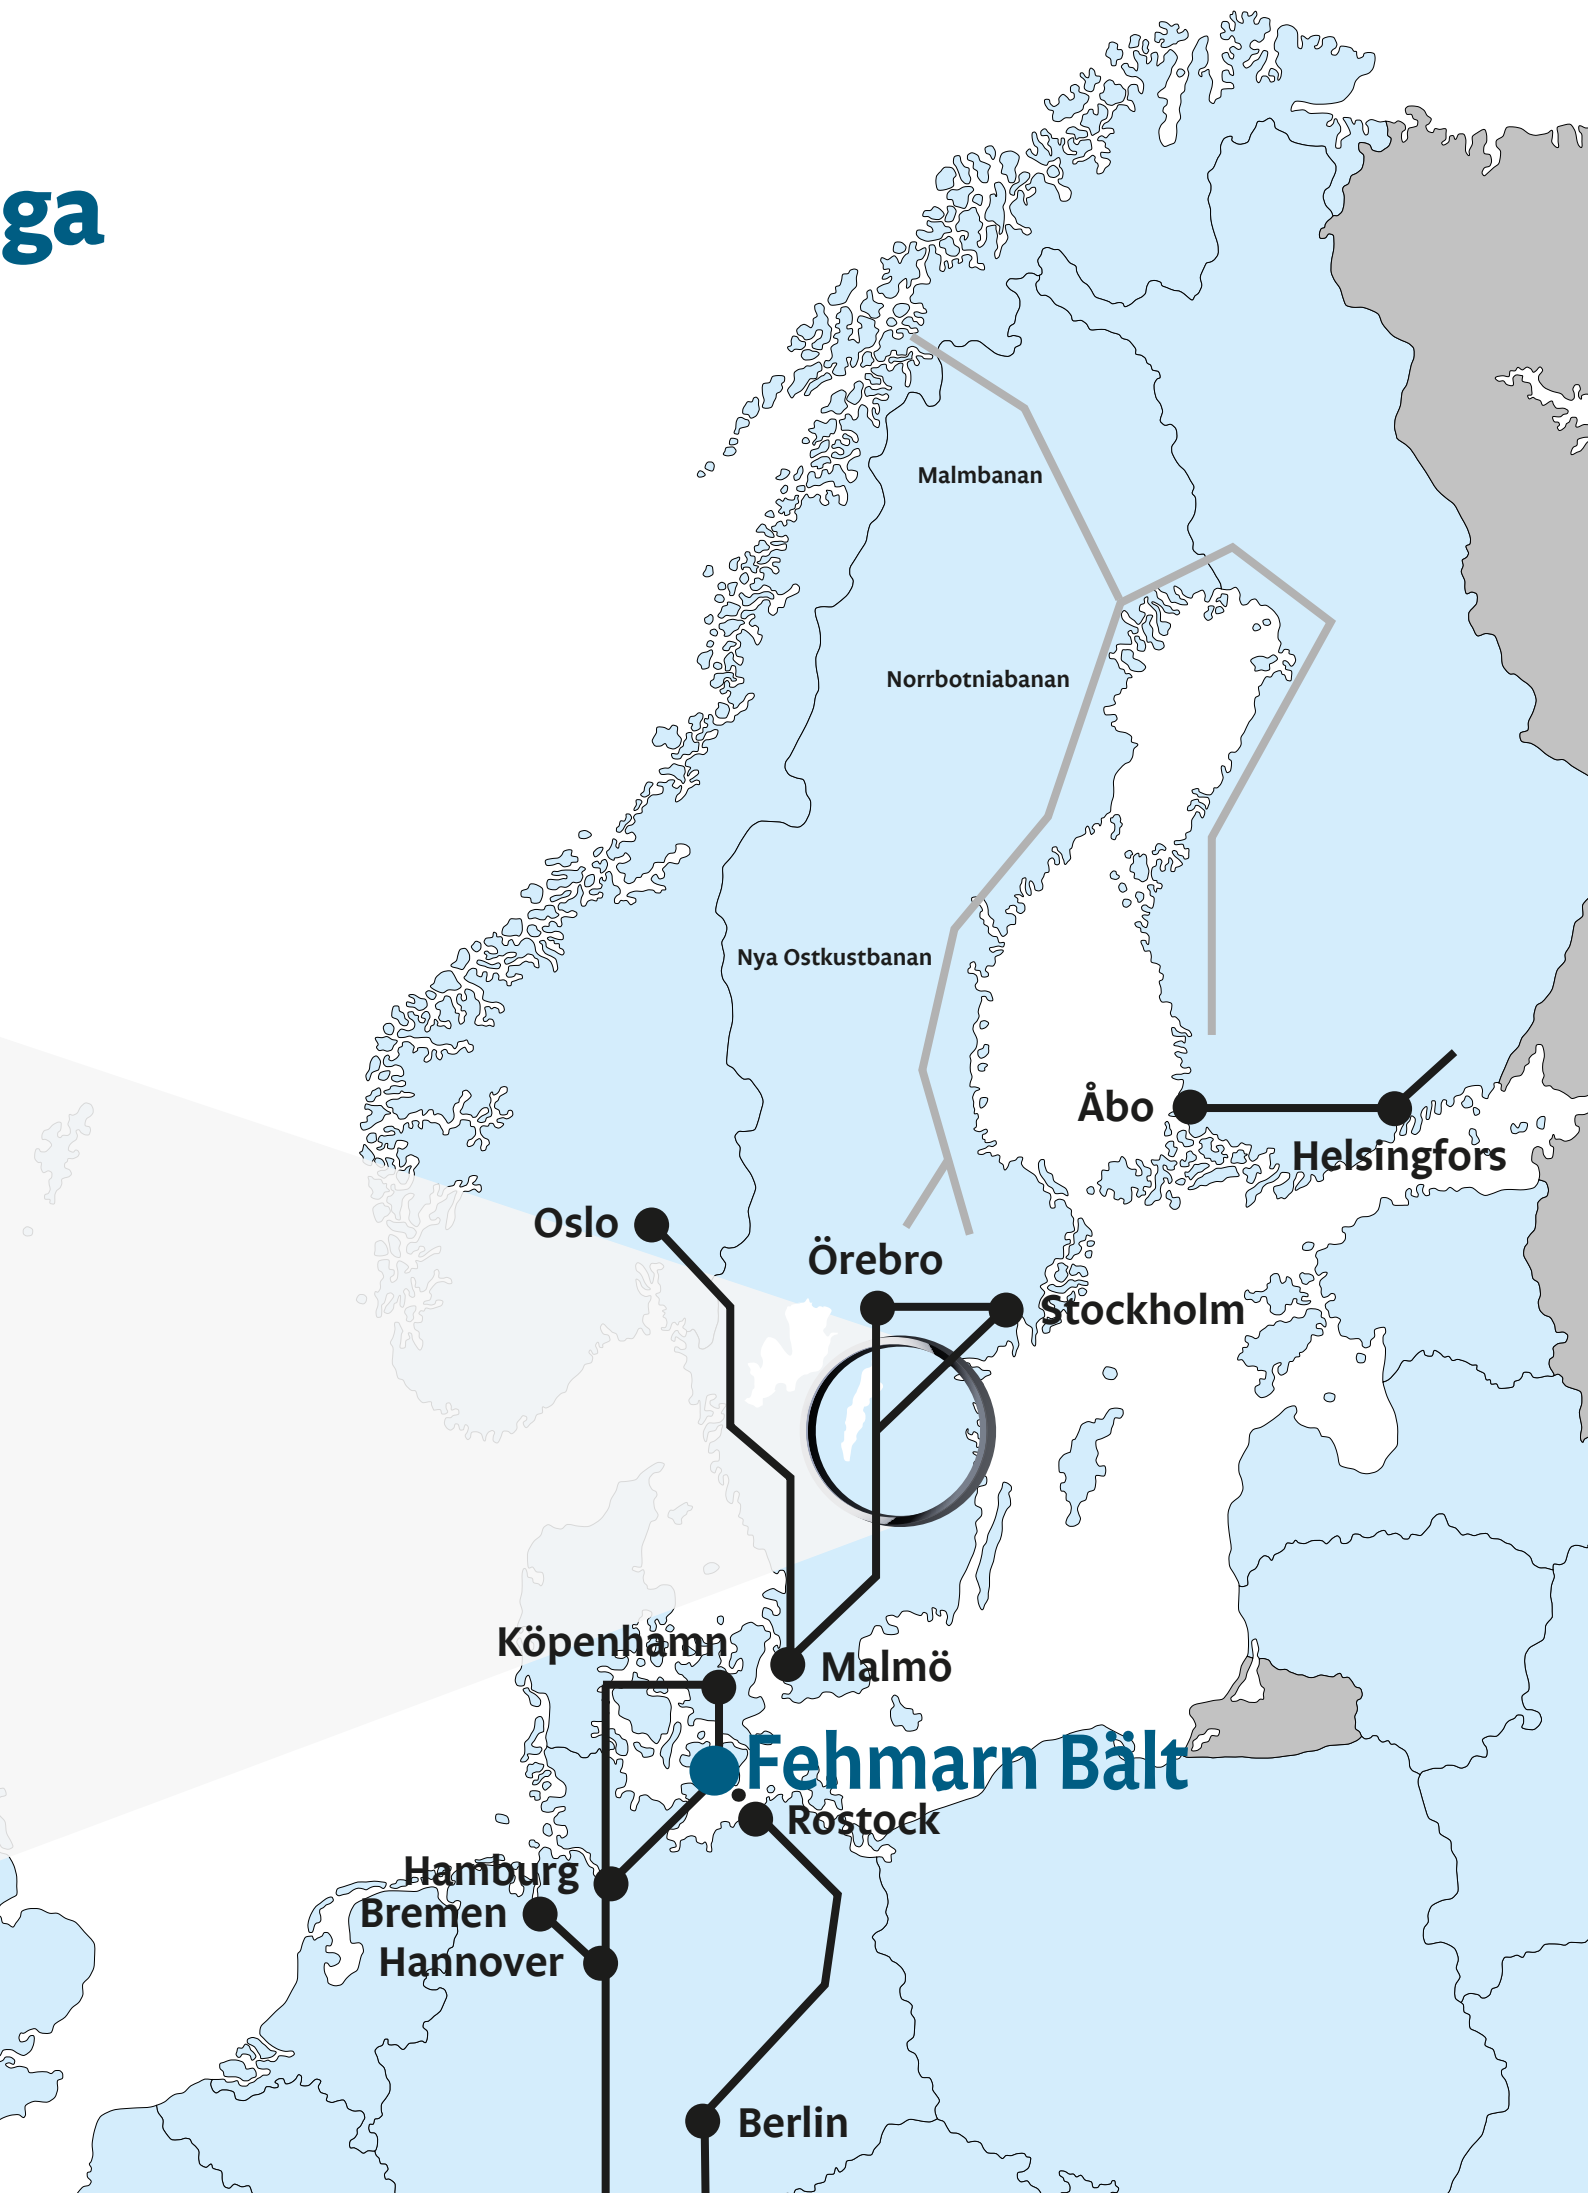 ga
Malmbanan
Norrbotniabanan
Nya Ostkustbanan
Åbo
Helsingfors
Oslo
Örebro
Stockholm
Köpenhamn
Malmö
Fehmarn Bält
Rostock
Hamburg
Bremen
Hannover
Berlin